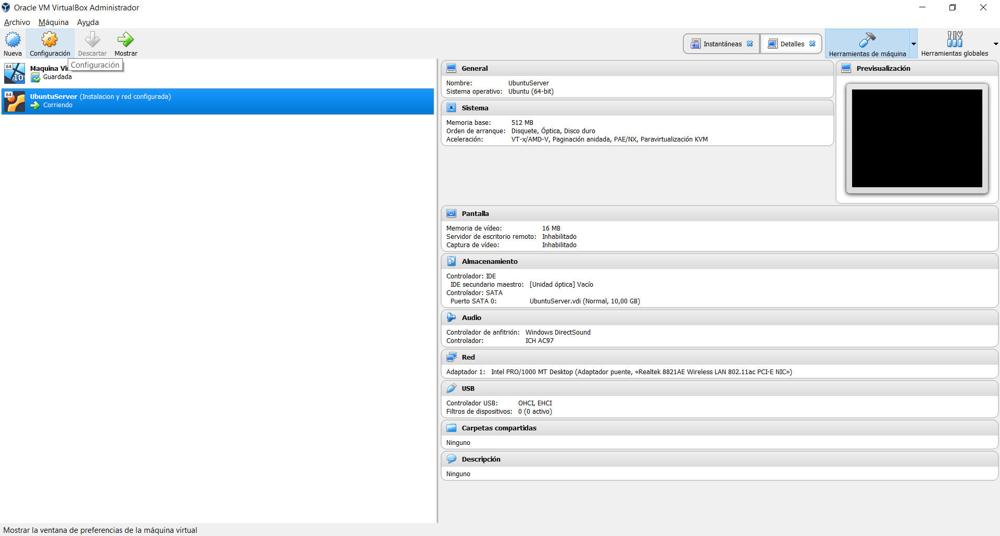 Oracle VM VirtualBox Administrador
Archivo Máquina Ayuda
Nueva Configuración Descartar Mostrar
Instantáneas Detalles Herramientas de máquina Herramientas globales
Configuración
64 10
Maquina
Guardada
64
UbuntuServer (Instalacion y red configurada)
Corriendo
General
Nombre: UbuntuServer
Sistema operativo: Ubuntu (64-bit)
Sistema
Memoria base: 512 MB
Orden de arranque: Disquete, Óptica, Disco duro
Aceleración: VT-x/AMD-V, Paginación anidada, PAE/NX, Paravirtualización KVM
Previsualización
Pantalla
Memoria de vídeo: 16 MB
Servidor de escritorio remoto: Inhabilitado
Captura de vídeo: Inhabilitado
Almacenamiento
Controlador: IDE
IDE secundario maestro: [Unidad óptica] Vacío
Controlador: SATA
Puerto SATA 0: UbuntuServer.vdi (Normal, 10,00 GB)
Audio
Controlador de anfitrión: Windows DirectSound
Controlador: ICH AC97
Red
Adaptador 1: Intel PRO/1000 MT Desktop (Adaptador puente, «Realtek 8821AE Wireless LAN 802.11ac PCI-E NIC»)
USB
Controlador USB: OHCI, EHCI
Filtros de dispositivos: 0 (0 activo)
Carpetas compartidas
Ninguno
Descripción
Ninguno
Mostrar la ventana de preferencias de la máquina virtual